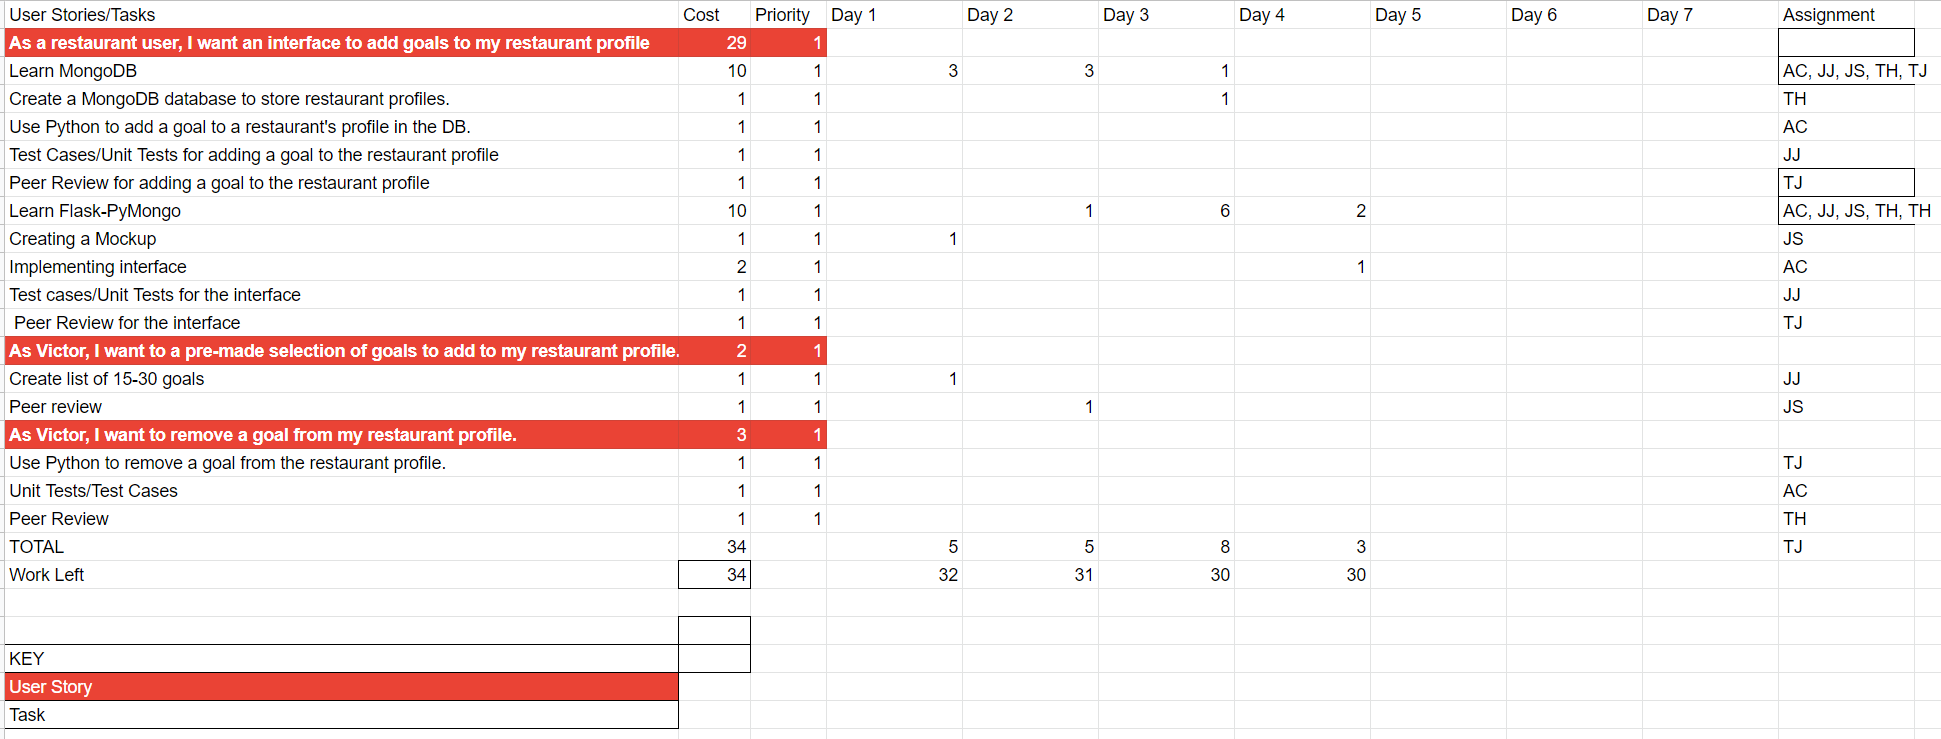 User Stories/Tasks Cost Priority Day 1 Day 2 Day 3 Day 4 Day 5 Day 6 Day 7 Assignment
As a restaurant user, I want an interface to add goals to my restaurant profile 29 1
Learn MongoDB 10 1 3 3 1 AC, JJ, JS, TH, TJ
Create a MongoDB database to store restaurant profiles. 1 1 1 TH
Use Python to add a goal to a restaurant's profile in the DB. 1 1 AC
Test Cases/Unit Tests for adding a goal to the restaurant profile 1 1 JJ
Peer Review for adding a goal to the restaurant profile 1 1 TJ
Learn Flask-PyMongo 10 1 1 6 2 AC, JJ, JS, TH, TH
Creating a Mockup 1 1 1 JS
Implementing interface 2 1 1 AC
Test cases/Unit Tests for the interface 1 1 JJ
Peer Review for the interface 1 1 TJ
As Victor, I want to a pre-made selection of goals to add to my restaurant profile. 2 1
Create list of 15-30 goals 1 1 1 JJ
Peer review 1 1 1 JS
As Victor, I want to remove a goal from my restaurant profile. 3 1
Use Python to remove a goal from the restaurant profile. 1 1 TJ
Unit Tests/Test Cases 1 1 AC
Peer Review 1 1 TH
TOTAL 34 5 5 8 3 TJ
Work Left 34 32 31 30 30
KEY
User Story
Task